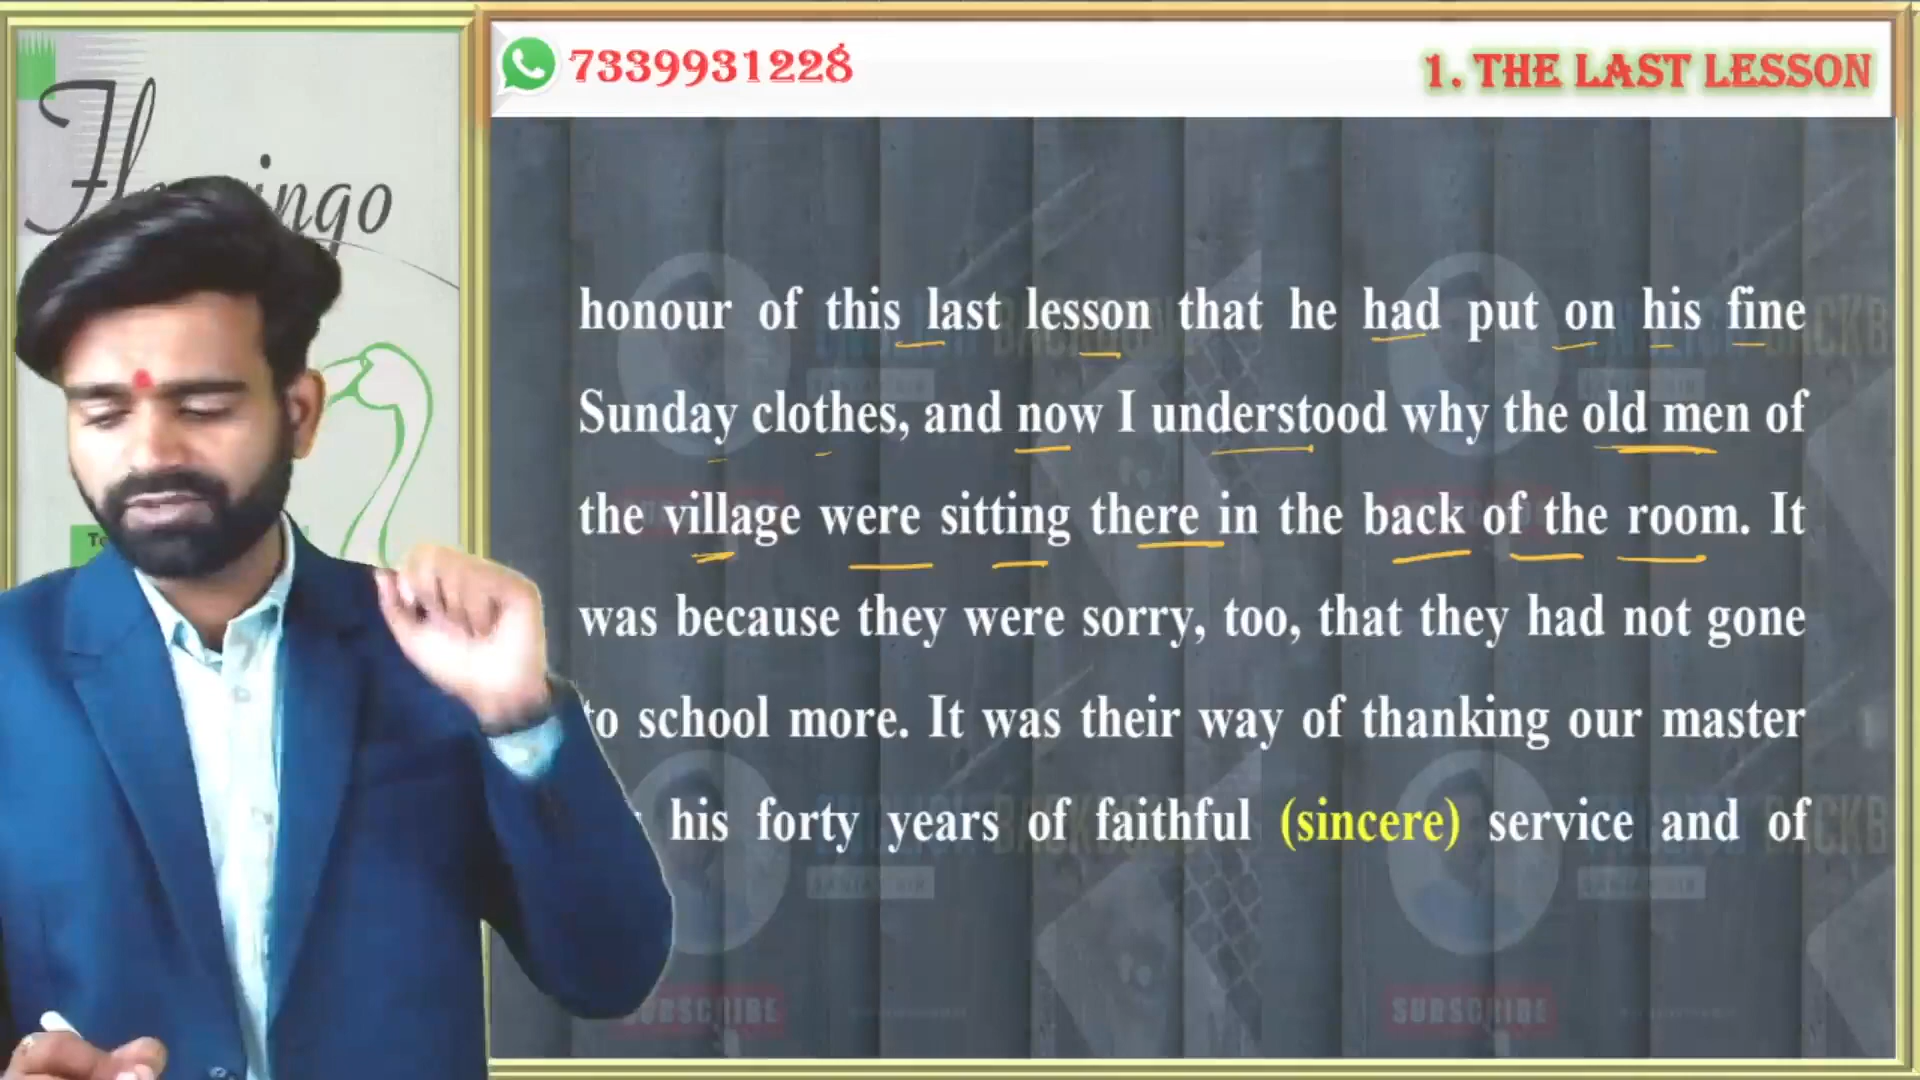 7339931228
1. THE LAST LESSON
Flamingo
honour of this last lesson that he had put on his fine
Sunday clothes, and now I understood why the old men of
the village were sitting there in the back of the room. It
was because they were sorry, too, that they had not gone
to school more. It was their way of thanking our master
his forty years of faithful (sincere) service and of
SUBSCRIBE
SUBSCRIBE